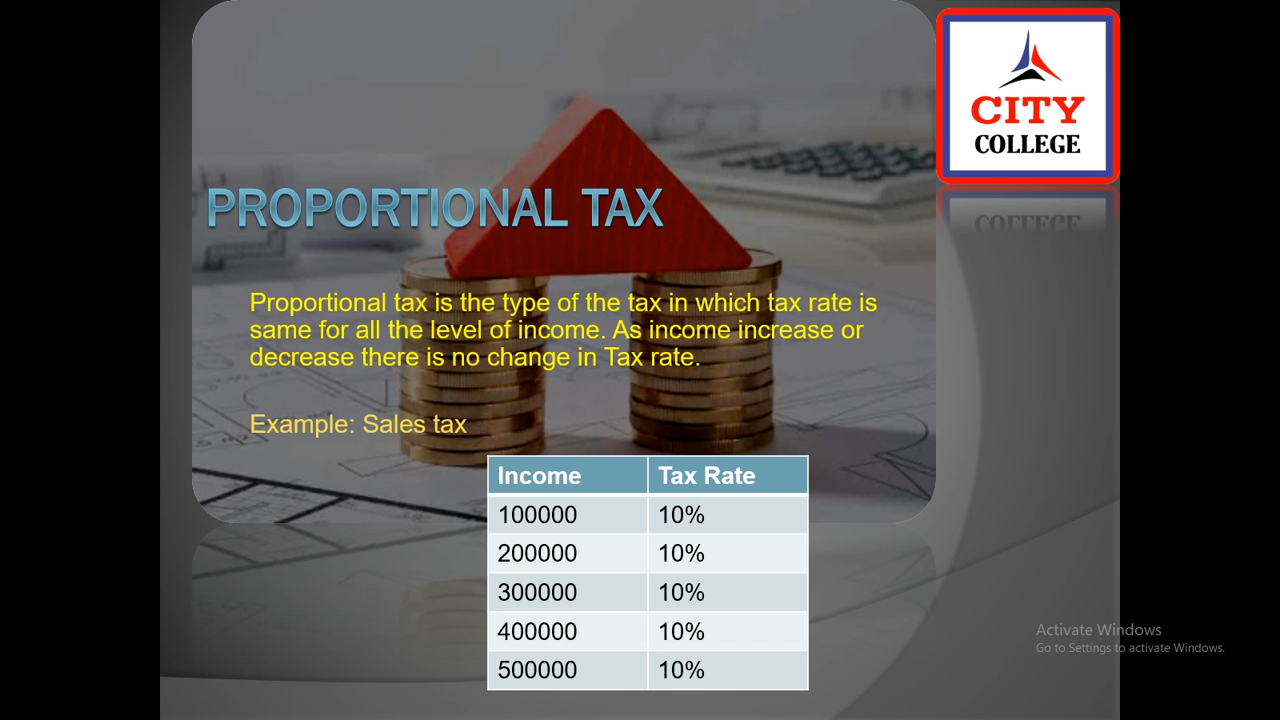 CITY
COLLEGE
PROPORTIONAL TAX
Proportional tax is the type of the tax in which tax rate is
same for all the level of income. As income increase or
decrease there is no change in Tax rate.
Example: Sales tax
Income Tax Rate
100000 10%
200000 10%
300000 10%
400000 10%
500000 10%
Activate Windows
Go to Settings to activate Windows.